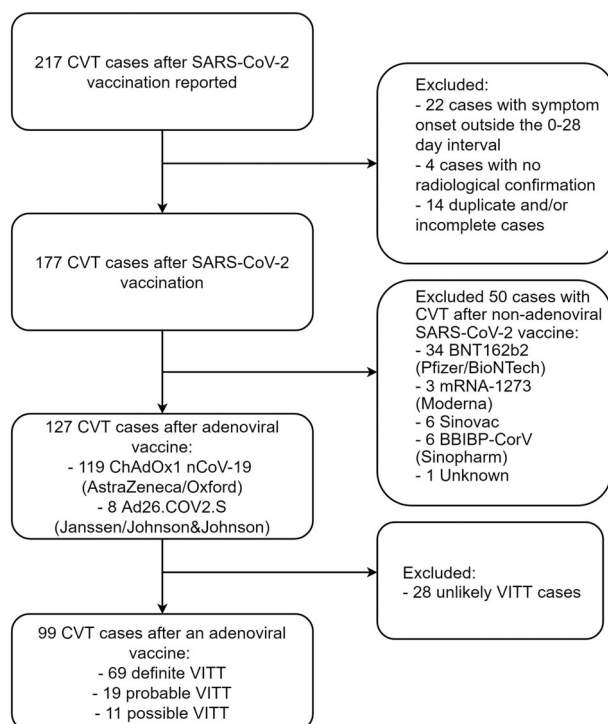 217 CVT cases after SARS-CoV-2
vaccination reported
Excluded:
- 22 cases with symptom
onset outside the 0-28
day interval
- 4 cases with no
radiological confirmation
- 14 duplicate and/or
incomplete cases
177 CVT cases after SARS-CoV-2
vaccination
Excluded 50 cases with
CVT after non-adenoviral
SARS-CoV-2 vaccine:
- 34 BNT162b2
(Pfizer/BioNTech)
- 3 mRNA-1273
(Moderna)
- 6 Sinovac
- 6 BBIBP-CorV
(Sinopharm)
- 1 Unknown
127 CVT cases after adenoviral
vaccine:
- 119 ChAdOx1 nCoV-19
(AstraZeneca/Oxford)
- 8 Ad26.COV2.S
(Janssen/Johnson&Johnson)
Excluded:
- 28 unlikely VITT cases
99 CVT cases after an adenoviral
vaccine:
- 69 definite VITT
- 19 probable VITT
- 11 possible VITT